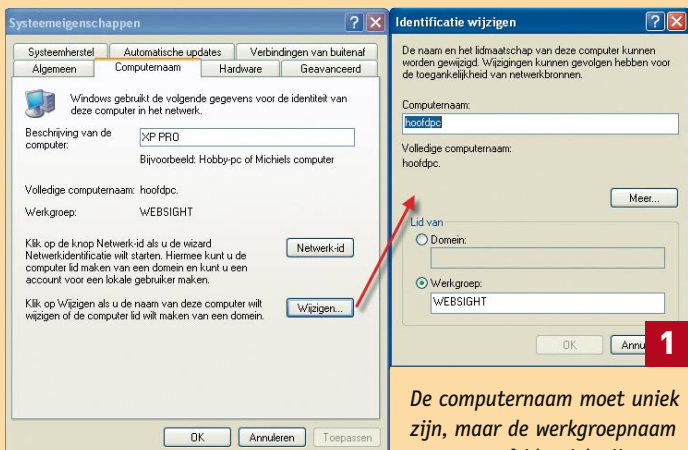 Systeemeigenschappen
Systeemherstel
Automatische updates
Verbindingen van buitenaf
Algemeen
Computernaam
Hardware
Geavanceerd
Windows gebruikt de volgende gegevens voor de identiteit van
deze computer in het netwerk.
Beschrijving van de
computer:
XP PRO
Bijvoorbeeld: Hobby-pc of Michiels computer
Volledige computernaam: hoofdpc.
Werkgroep: WEBSIGHT
Klik op de knop Netwerk-id als u de wizard
Netwerkidentificatie wilt starten. Hiermee kunt u de
computer lid maken van een domein en kunt u een
account voor een lokale gebruiker maken.
Netwerk-id
Klik op Wijzigen als u de naam van deze computer wilt
wijzigen of de computer lid wilt maken van een domein.
Wijzigen...
OK
Annuleren
Toepassen
Identificatie wijzigen
De naam en het lidmaatschap van deze computer kunnen
worden gewijzigd. Wijzigingen kunnen gevolgen hebben voor
de toegankelijkheid van netwerkbronnen.
Computernaam:
hoofdpc
Volledige computernaam:
hoofdpc.
Meer...
Lid van
Domein:
Werkgroep:
WEBSIGHT
OK
Annu
1
De computernaam moet uniek
zijn, maar de werkgroepnaam